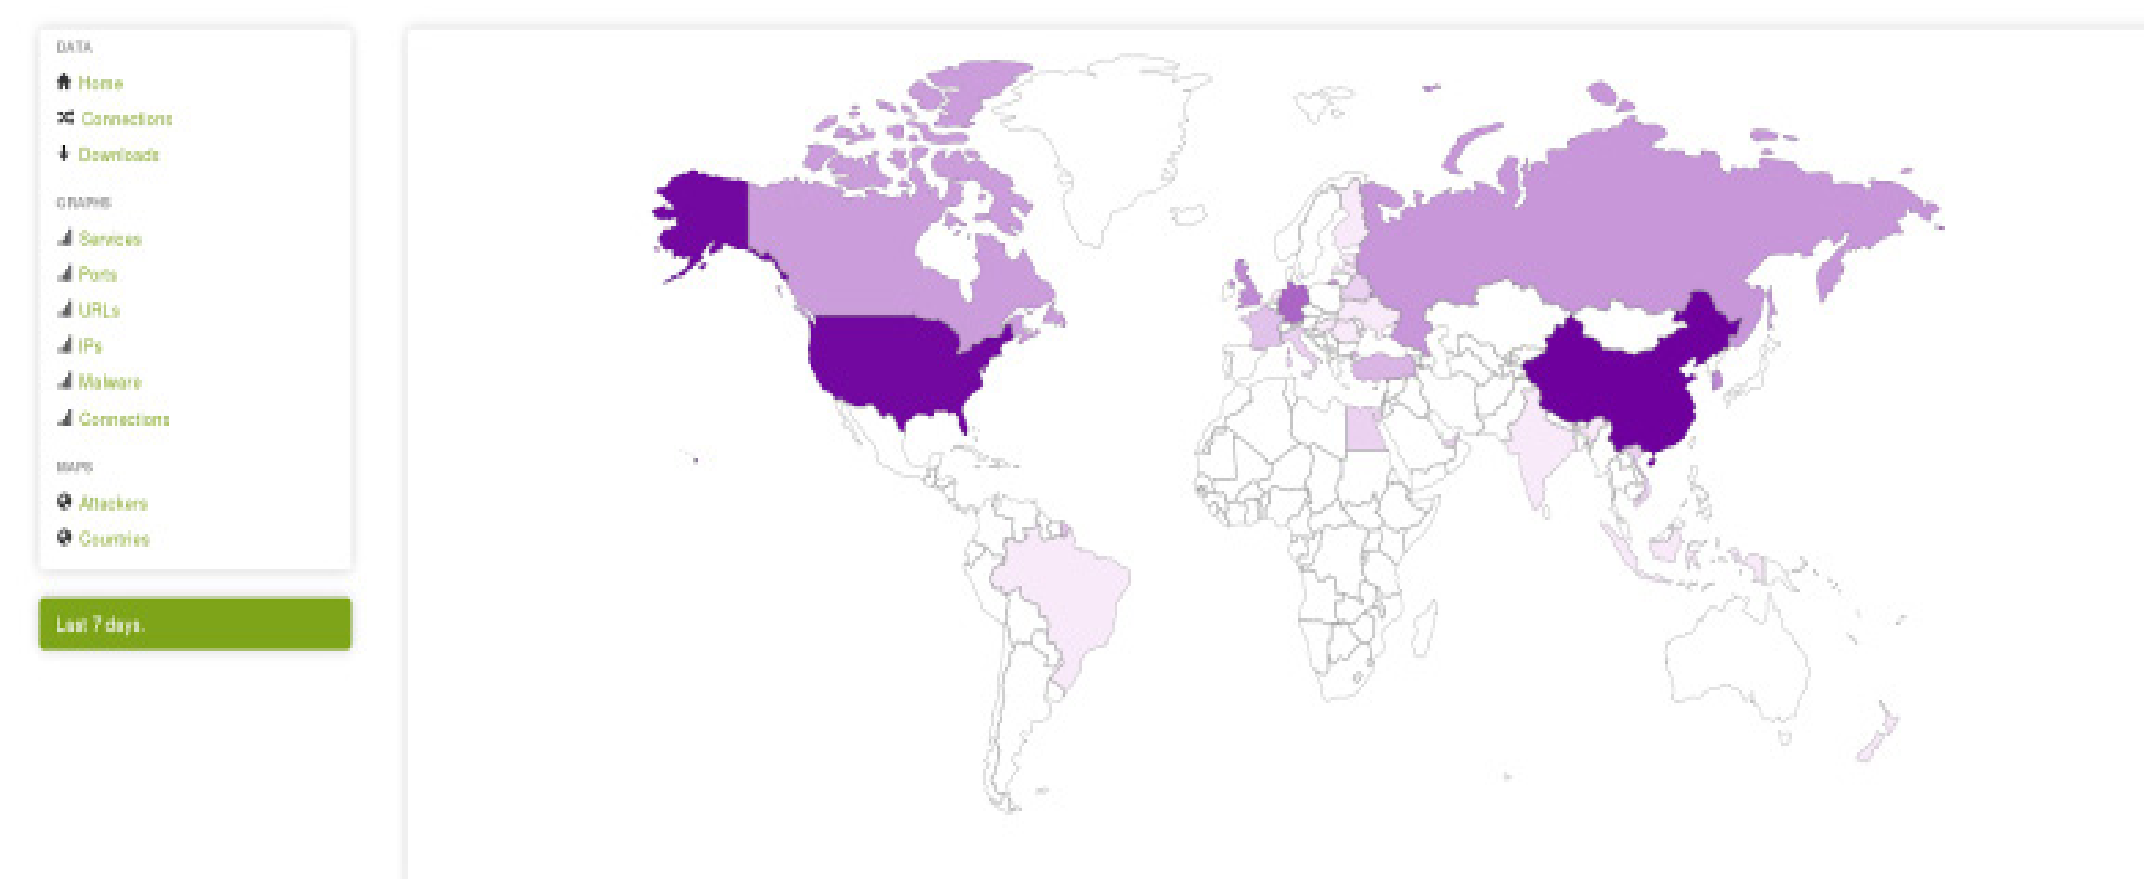 DATA
Home
Connections
Downloads
GRAPHS
Services
Ports
URLs
IPs
Malware
Connections
MAPS
Attackers
Countries
Last 7 days.